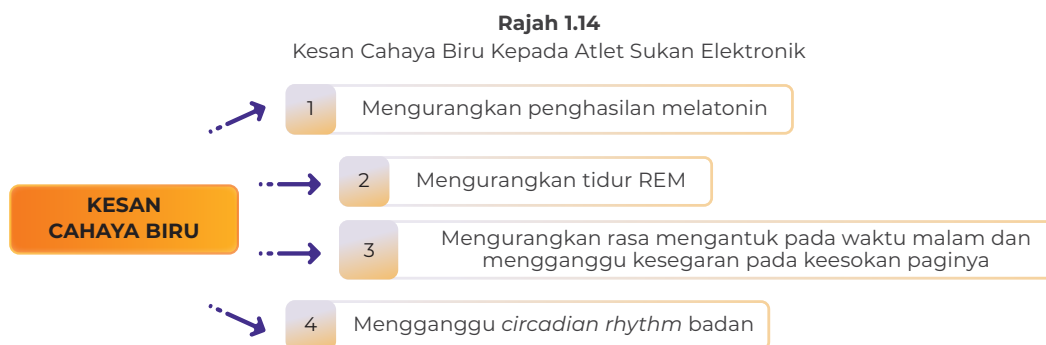 Rajah 1.14
Kesan Cahaya Biru Kepada Atlet Sukan Elektronik
1 Mengurangkan penghasilan melatonin
2 Mengurangkan tidur REM
KESAN
CAHAYA BIRU
3 Mengurangkan rasa mengantuk pada waktu malam dan
mengganggu kesegaran pada keesokan paginya
4 Mengganggu circadian rhythm badan